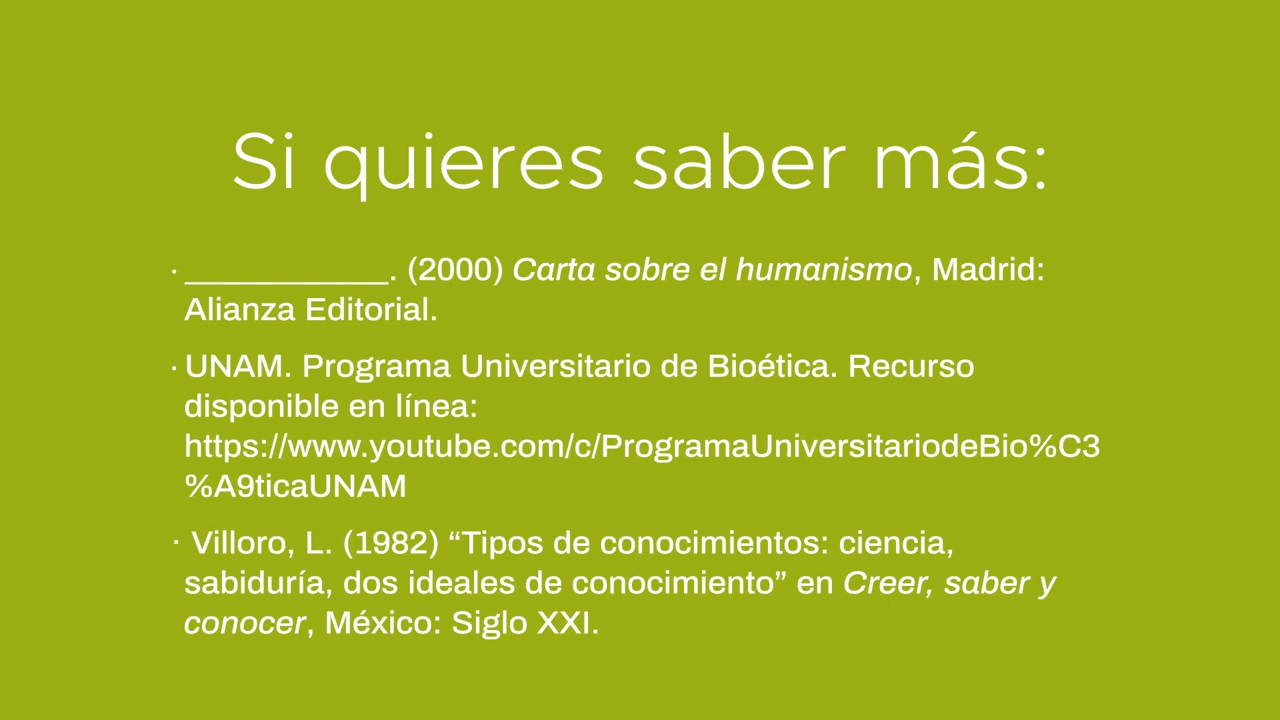 Si quieres saber más:
· ____________. (2000) Carta sobre el humanismo, Madrid:
Alianza Editorial.
· UNAM. Programa Universitario de Bioética. Recurso
disponible en línea:
https://www.youtube.com/c/ProgramaUniversitariodeBio%C3
%A9ticaUNAM
· Villoro, L. (1982) “Tipos de conocimientos: ciencia,
sabiduría, dos ideales de conocimiento” en Creer, saber y
conocer, México: Siglo XXI.